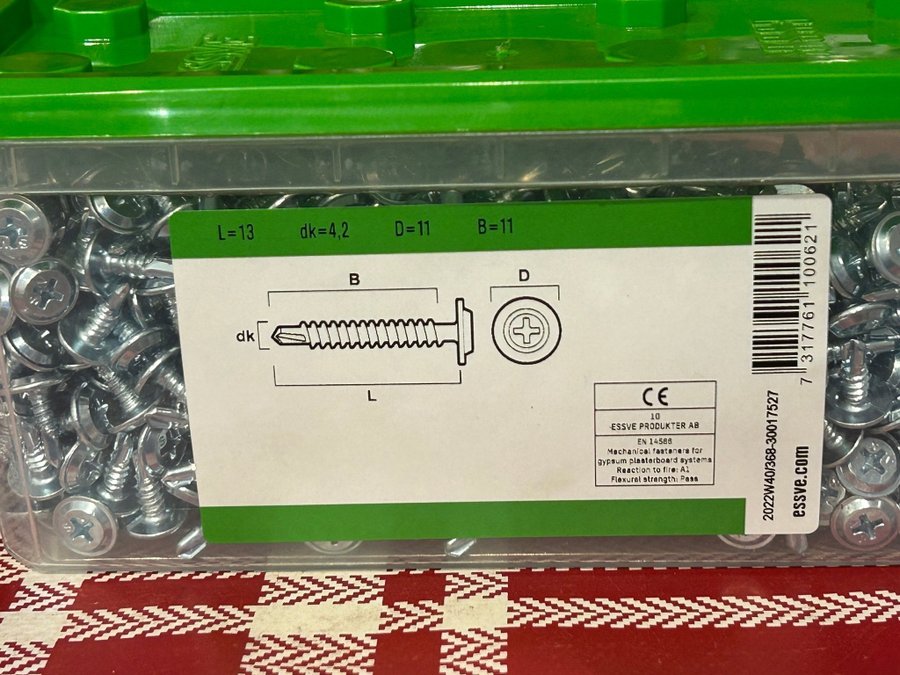 L=13 dk=4,2 D=11 B=11
B
D
dk
L
CE
10
ESSVE PRODUKTER AB
EN 14566
Mechanical fasteners for
gypsum plasterboard systems
Reaction to fire: A1
Flexural strength: Pass
7 317761 100621
2022W40/368-30017527
essve.com